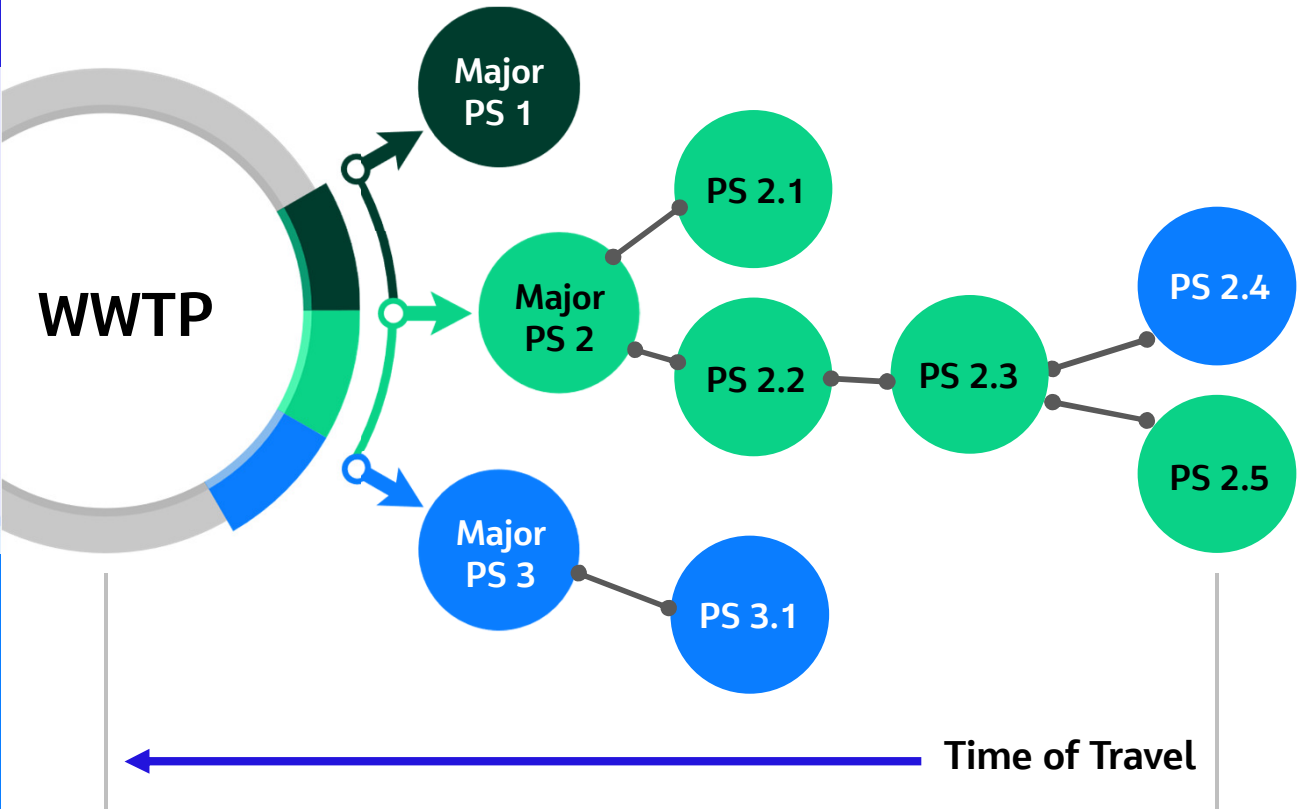 Major
PS 1
PS 2.1
WWTP
Major
PS 2
PS 2.2
PS 2.3
PS 2.4
PS 2.5
Major
PS 3
PS 3.1
Time of Travel